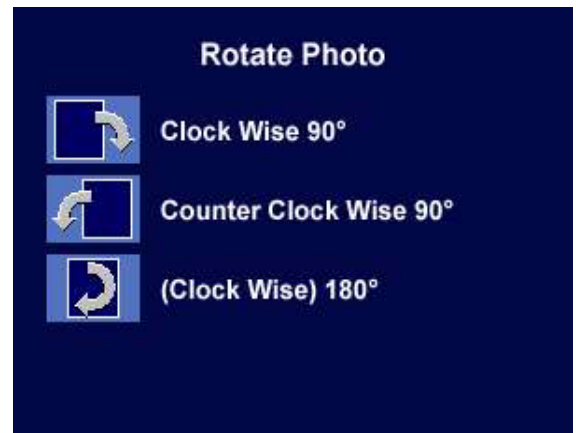 Rotate Photo
Clock Wise 90°
Counter Clock Wise 90°
(Clock Wise) 180°